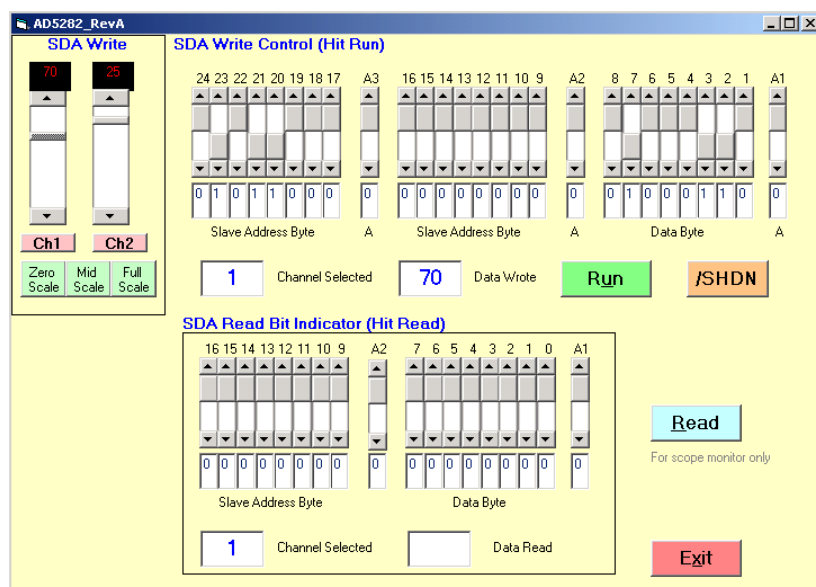 AD5282_RevA
SDA Write
70 25
Ch1 Ch2
Zero Scale Mid Scale Full Scale
SDA Write Control (Hit Run)
24 23 22 21 20 19 18 17 A3 16 15 14 13 12 11 10 9 A2 8 7 6 5 4 3 2 1 A1
0 1 0 1 1 0 0 0 0 0 0 0 0 0 0 0 0 0 0 1 0 0 0 1 1 0 0
Slave Address Byte A Slave Address Byte A Data Byte A
1 Channel Selected 70 Data Wrote Run /SHDN
SDA Read Bit Indicator (Hit Read)
16 15 14 13 12 11 10 9 A2 7 6 5 4 3 2 1 0 A1
0 0 0 0 0 0 0 0 0 0 0 0 0 0 0 0 0 0
Slave Address Byte Data Byte
1 Channel Selected Data Read
Read
For scope monitor only
Exit